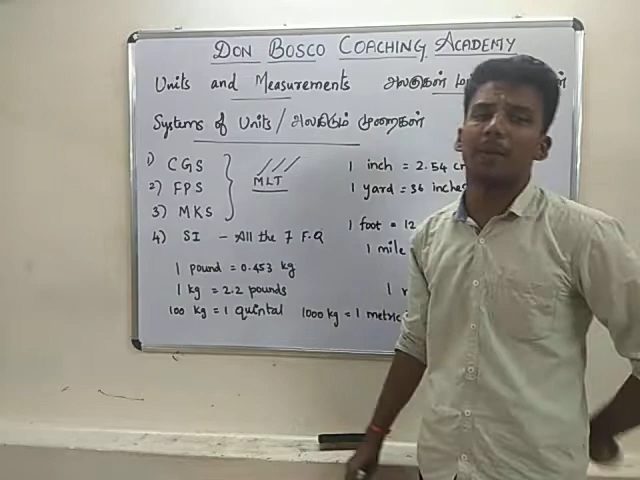 DON BOSCO COACHING ACADEMY
Units and Measurements அலகுகள்
Systems of Units / அலகிடும் முறைகள்
1) CGS
2) FPS
3) MKS
MLT
4) SI - All the 7 F.Q
1 pound = 0.453 kg
1 kg = 2.2 pounds
100 kg = 1 quintal
1000 kg = 1 metric
1 inch = 2.54 cm
1 yard = 36 inches
1 foot = 12
1 mile
1